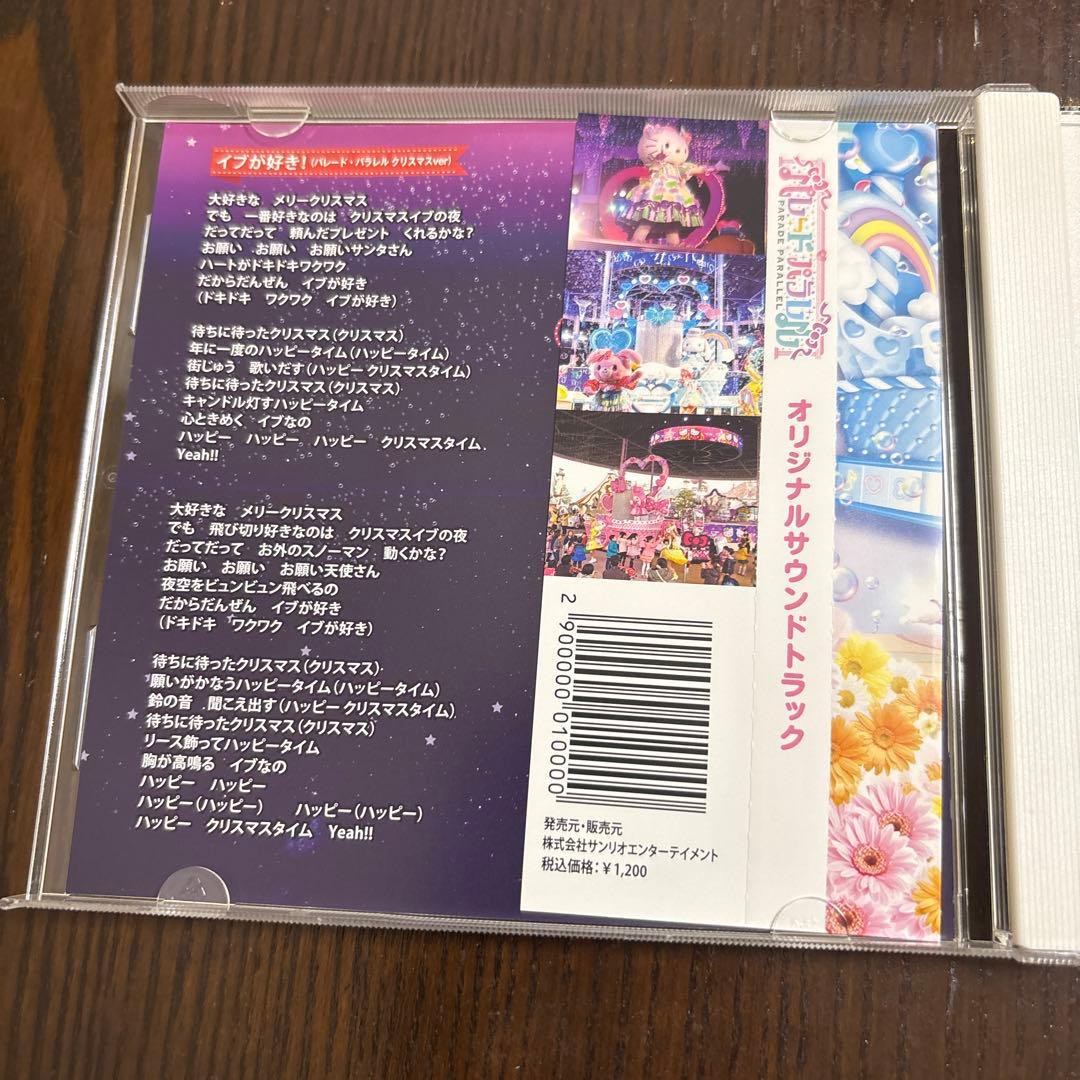 イブが好き！(パレード・パラレル クリスマスver)
大好きな　メリークリスマス
でも　一番好きなのは　クリスマスイブの夜
だってだって　頼んだプレゼント　くれるかな？
お願い　お願い　お願いサンタさん
ハートがドキドキワクワク
だからだんぜん　イブが好き
(ドキドキ　ワクワク　イブが好き)
待ちに待ったクリスマス(クリスマス)
年に一度のハッピータイム(ハッピータイム)
街じゅう　歌いだす(ハッピー クリスマスタイム)
待ちに待ったクリスマス(クリスマス)
キャンドル灯すハッピータイム
心ときめく　イブなの
ハッピー　ハッピー　ハッピー　クリスマスタイム
Yeah!!
大好きな　メリークリスマス
でも　飛び切り好きなのは　クリスマスイブの夜
だってだって　お外のスノーマン　動くかな？
お願い　お願い　お願い天使さん
夜空をビュンビュン飛べるの
だからだんぜん　イブが好き
(ドキドキ　ワクワク　イブが好き)
待ちに待ったクリスマス(クリスマス)
願いがかなうハッピータイム(ハッピータイム)
鈴の音　聞こえ出す(ハッピー クリスマスタイム)
待ちに待ったクリスマス(クリスマス)
リース飾ってハッピータイム
胸が高鳴る　イブなの
ハッピー　ハッピー
ハッピー(ハッピー)　　ハッピー(ハッピー)
ハッピー　クリスマスタイム　Yeah!!
2 900000 010000
発売元・販売元
株式会社サンリオエンターテイメント
税込価格：￥1,200
パレードパラレル
PARADE PARALLEL
オリジナルサウンドトラック